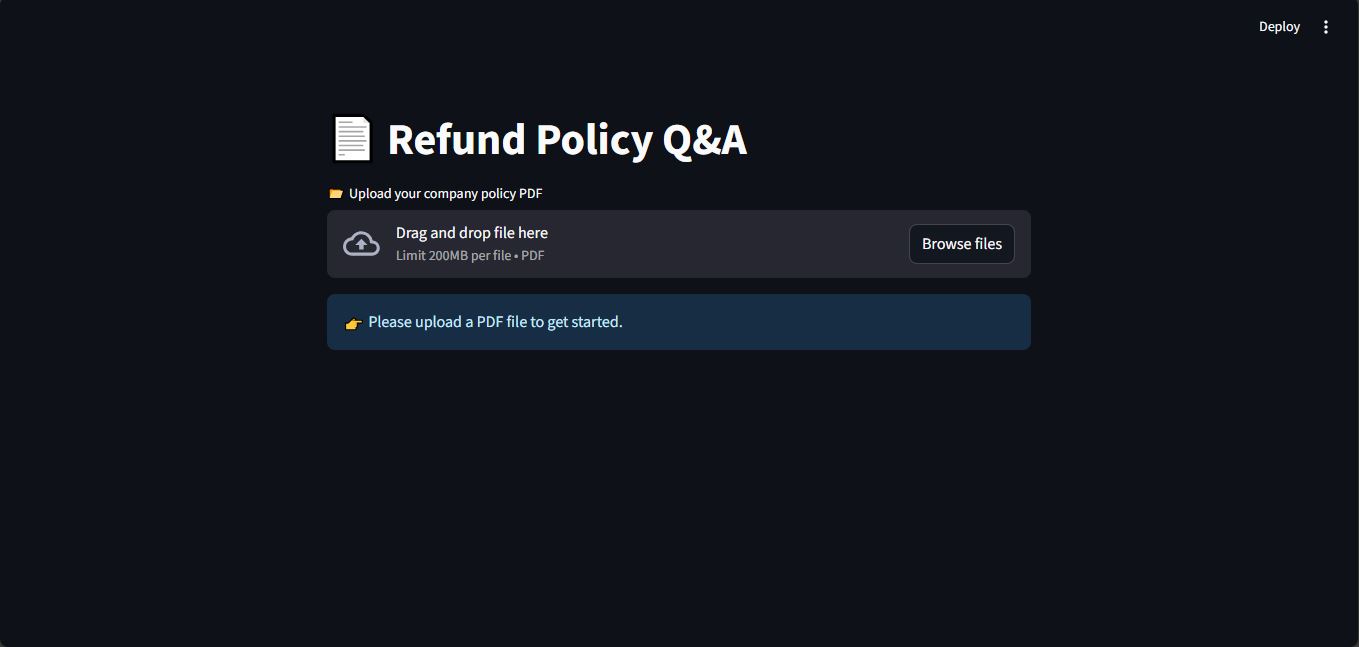 Deploy
Refund Policy Q&A
Upload your company policy PDF
Drag and drop file here
Limit 200MB per file • PDF
Browse files
Please upload a PDF file to get started.